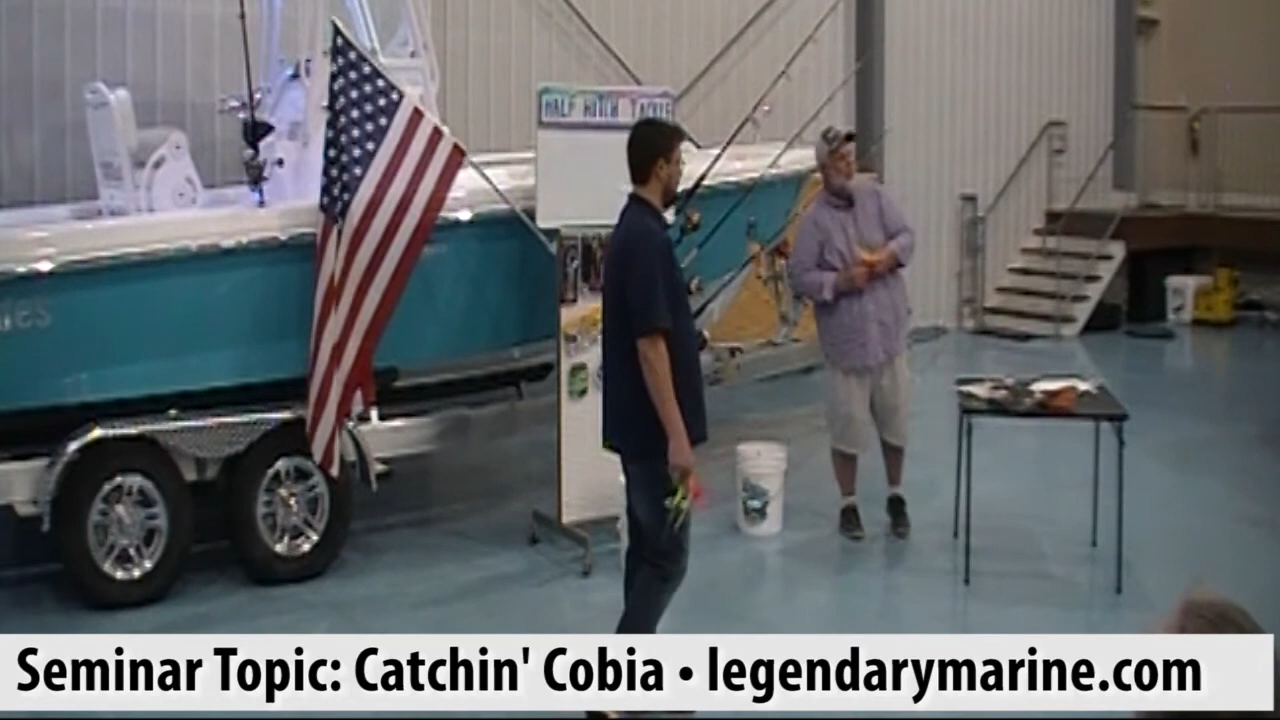 HALF HITCH TACKLE
Seminar Topic: Catchin' Cobia • legendarymarine.com